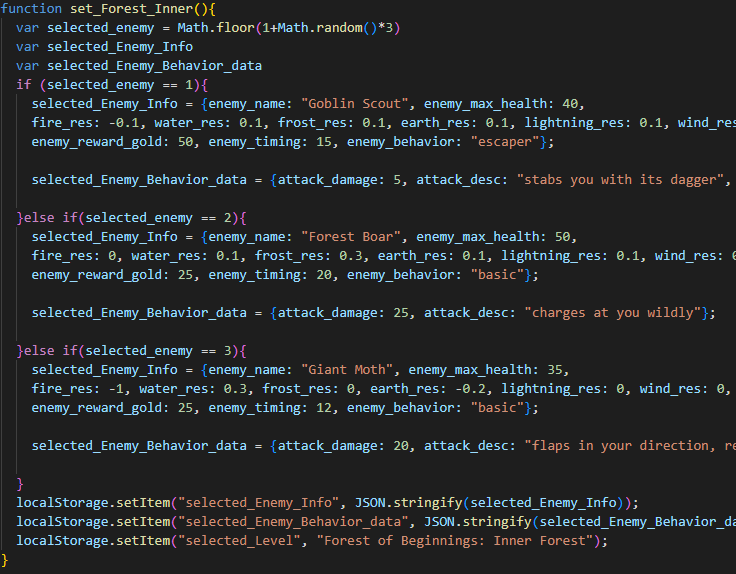 function set_Forest_Inner(){
var selected_enemy = Math.floor(1+Math.random()*3)
var selected_Enemy_Info
var selected_Enemy_Behavior_data
if (selected_enemy == 1){
selected_Enemy_Info = {enemy_name: "Goblin Scout", enemy_max_health: 40,
fire_res: -0.1, water_res: 0.1, frost_res: 0.1, earth_res: 0.1, lightning_res: 0.1, wind_res
enemy_reward_gold: 50, enemy_timing: 15, enemy_behavior: "escaper"};
selected_Enemy_Behavior_data = {attack_damage: 5, attack_desc: "stabs you with its dagger",
}else if(selected_enemy == 2){
selected_Enemy_Info = {enemy_name: "Forest Boar", enemy_max_health: 50,
fire_res: 0, water_res: 0.1, frost_res: 0.3, earth_res: 0.1, lightning_res: 0.1, wind_res: 0
enemy_reward_gold: 25, enemy_timing: 20, enemy_behavior: "basic"};
selected_Enemy_Behavior_data = {attack_damage: 25, attack_desc: "charges at you wildly"};
}else if(selected_enemy == 3){
selected_Enemy_Info = {enemy_name: "Giant Moth", enemy_max_health: 35,
fire_res: -1, water_res: 0.3, frost_res: 0, earth_res: -0.2, lightning_res: 0, wind_res: 0,
enemy_reward_gold: 25, enemy_timing: 12, enemy_behavior: "basic"};
selected_Enemy_Behavior_data = {attack_damage: 20, attack_desc: "flaps in your direction, re
}
localStorage.setItem("selected_Enemy_Info", JSON.stringify(selected_Enemy_Info));
localStorage.setItem("selected_Enemy_Behavior_data", JSON.stringify(selected_Enemy_Behavior_da
localStorage.setItem("selected_Level", "Forest of Beginnings: Inner Forest");
}